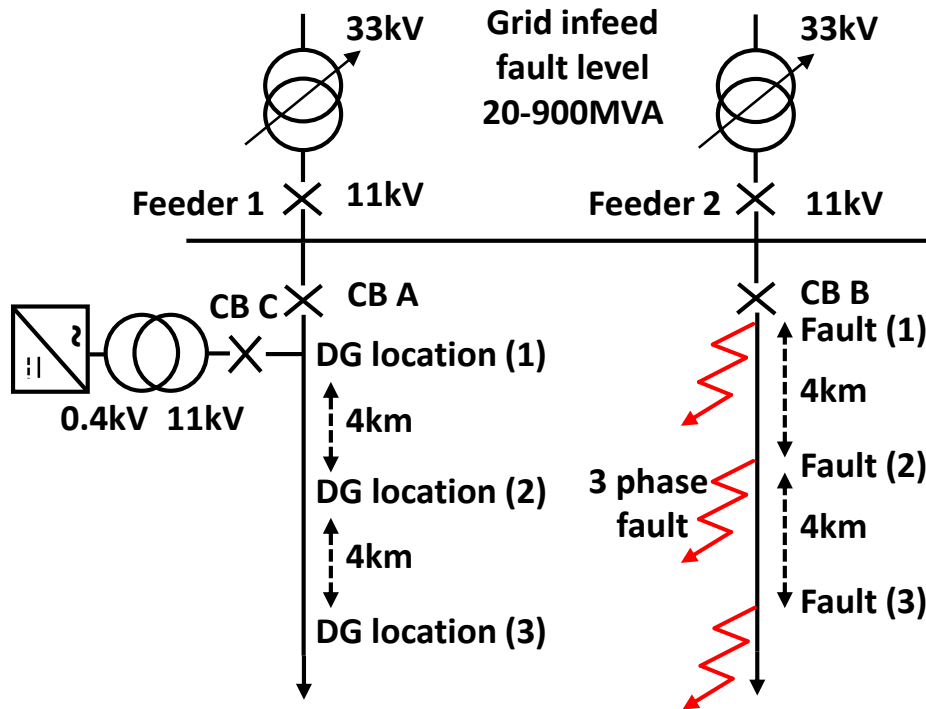 33kV
Grid infeed
fault level
20-900MVA
33kV
Feeder 1
11kV
Feeder 2
11kV
CB C
CB A
CB B
Fault (1)
DG location (1)
4km
0.4kV 11kV
4km
DG location (2)
3 phase
fault
Fault (2)
4km
4km
DG location (3)
Fault (3)